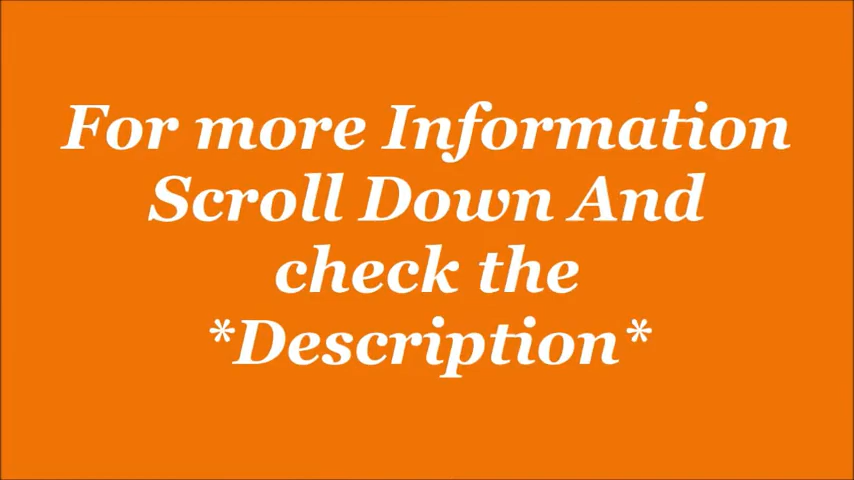 For more Information
Scroll Down And
check the
*Description*